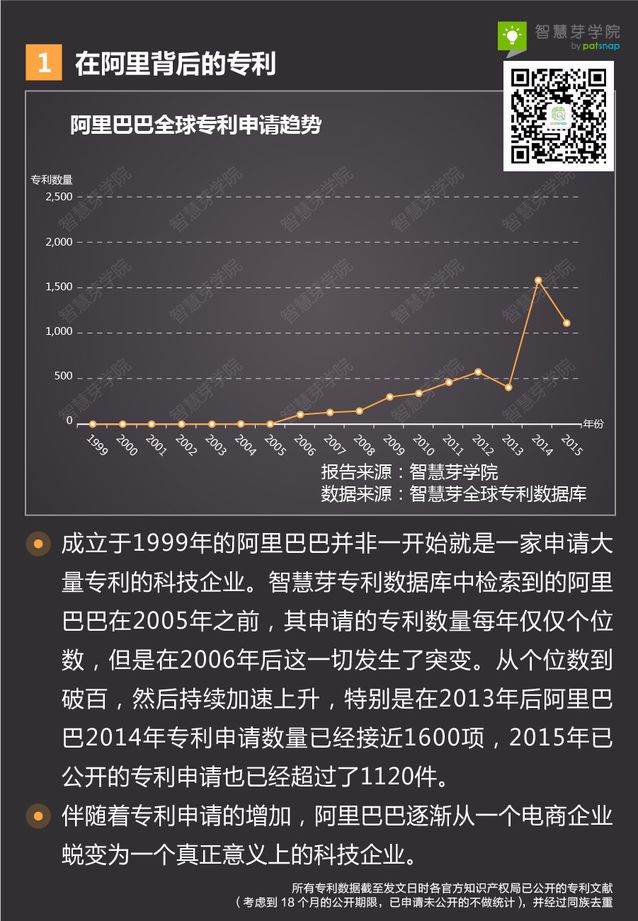 智慧芽学院
by patsnap
1 在阿里背后的专利
阿里巴巴全球专利申请趋势
专利数量
2,500
2,000
1,500
1,000
500
0
1999 2000 2001 2002 2003 2004 2005 2006 2007 2008 2009 2010 2011 2012 2013 2014 2015 年份
报告来源：智慧芽学院
数据来源：智慧芽全球专利数据库
成立于1999年的阿里巴巴并非一开始就是一家申请大
量专利的科技企业。智慧芽专利数据库中检索到的阿里
巴巴在2005年之前，其申请的专利数量每年仅仅个位
数，但是在2006年后这一切发生了突变。从个位数到
破百，然后持续加速上升，特别是在2013年后阿里巴
巴2014年专利申请数量已经接近1600项，2015年已
公开的专利申请也已经超过了1120件。
伴随着专利申请的增加，阿里巴巴逐渐从一个电商企业
蜕变为一个真正意义上的科技企业。
所有专利数据截至发文日时各官方知识产权局已公开的专利文献
（考虑到 18 个月的公开期限，已申请未公开的不做统计），并经过同族去重